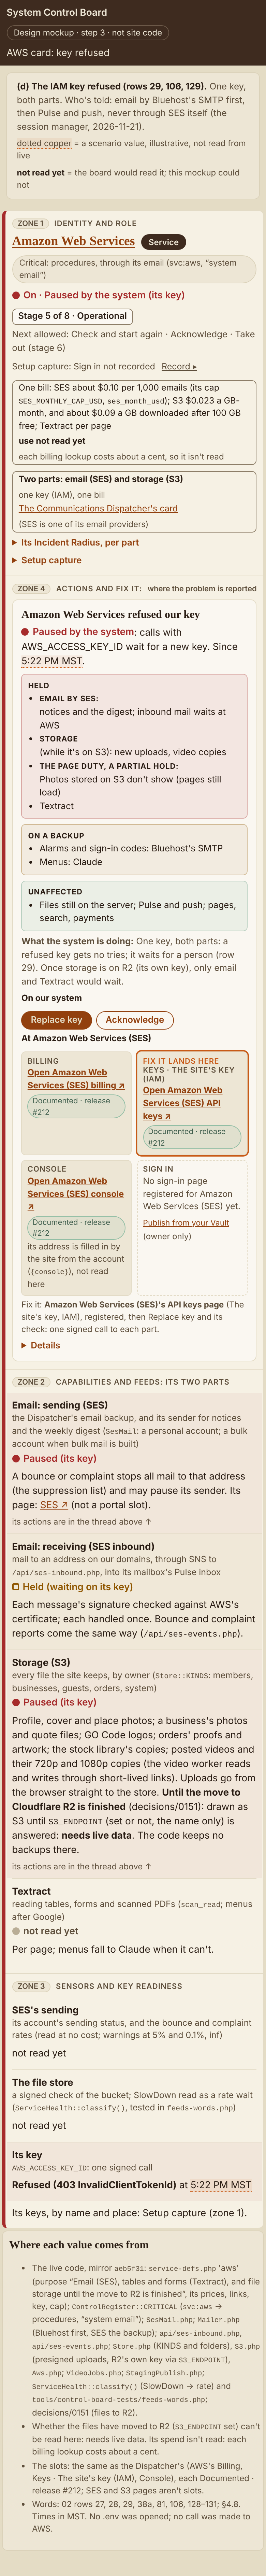 System Control Board
Design mockup · step 3 · not site code
AWS card: key refused
(d) The IAM key refused (rows 29, 106, 129). One key,
both parts. Who's told: email by Bluehost's SMTP first,
then Pulse and push, never through SES itself (the
session manager, 2026-11-21).
dotted copper = a scenario value, illustrative, not read from
live
not read yet = the board would read it; this mockup could
not
ZONE 1 IDENTITY AND ROLE
Amazon Web Services Service
Critical: procedures, through its email (svc:aws, “system
email”)
On · Paused by the system (its key)
Stage 5 of 8 · Operational
Next allowed: Check and start again · Acknowledge · Take
out (stage 6)
Setup capture: Sign in not recorded Record ▸
One bill: SES about $0.10 per 1,000 emails (its cap
SES_MONTHLY_CAP_USD, ses_month_usd); S3 $0.023 a GB-
month, and about $0.09 a GB downloaded after 100 GB
free; Textract per page
use not read yet
each billing lookup costs about a cent, so it isn't read
Two parts: email (SES) and storage (S3)
one key (IAM), one bill
The Communications Dispatcher's card
(SES is one of its email providers)
▸ Its Incident Radius, per part
▸ Setup capture
ZONE 4 ACTIONS AND FIX IT: where the problem is reported
Amazon Web Services refused our key
Paused by the system: calls with
AWS_ACCESS_KEY_ID wait for a new key. Since
5:22 PM MST.
HELD
• EMAIL BY SES:
notices and the digest; inbound mail waits at
AWS
• STORAGE
(while it's on S3): new uploads, video copies
• THE PAGE DUTY, A PARTIAL HOLD:
Photos stored on S3 don't show (pages still
load)
• Textract
ON A BACKUP
• Alarms and sign-in codes: Bluehost's SMTP
• Menus: Claude
UNAFFECTED
• Files still on the server; Pulse and push; pages,
search, payments
What the system is doing: One key, both parts: a
refused key gets no tries; it waits for a person (row
29). Once storage is on R2 (its own key), only email
and Textract would wait.
On our system
Replace key Acknowledge
At Amazon Web Services (SES)
BILLING
Open Amazon Web
Services (SES) billing ↗
Documented · release
#212
FIX IT LANDS HERE
KEYS · THE SITE'S KEY
(IAM)
Open Amazon Web
Services (SES) API
keys ↗
Documented · release
#212
CONSOLE
Open Amazon Web
Services (SES) console
↗
Documented · release
#212
its address is filled in by
the site from the account
({console}), not read
here
SIGN IN
No sign-in page
registered for Amazon
Web Services (SES) yet.
Publish from your Vault
(owner only)
Fix it: Amazon Web Services (SES)'s API keys page (The
site's key, IAM), registered, then Replace key and its
check: one signed call to each part.
▸ Details
ZONE 2 CAPABILITIES AND FEEDS: ITS TWO PARTS
Email: sending (SES)
the Dispatcher's email backup, and its sender for notices
and the weekly digest (SesMail: a personal account; a bulk
account when bulk mail is built)
Paused (its key)
A bounce or complaint stops all mail to that address
(the suppression list) and may pause its sender. Its
page: SES ↗ (not a portal slot).
its actions are in the thread above ↑
Email: receiving (SES inbound)
mail to an address on our domains, through SNS to
/api/ses-inbound.php, into its mailbox's Pulse inbox
Held (waiting on its key)
Each message's signature checked against AWS's
certificate; each handled once. Bounce and complaint
reports come the same way (/api/ses-events.php).
Storage (S3)
every file the site keeps, by owner (Store::KINDS: members,
businesses, guests, orders, system)
Paused (its key)
Profile, cover and place photos; a business's photos
and quote files; GO Code logos; orders' proofs and
artwork; the stock library's copies; posted videos and
their 720p and 1080p copies (the video worker reads
and writes through short-lived links). Uploads go from
the browser straight to the store. Until the move to
Cloudflare R2 is finished (decisions/0151): drawn as
S3 until S3_ENDPOINT (set or not, the name only) is
answered: needs live data. The code keeps no
backups there.
its actions are in the thread above ↑
Textract
reading tables, forms and scanned PDFs (scan_read; menus
after Google)
not read yet
Per page; menus fall to Claude when it can't.
ZONE 3 SENSORS AND KEY READINESS
SES's sending
its account's sending status, and the bounce and complaint
rates (read at no cost; warnings at 5% and 0.1%, inf)
not read yet
The file store
a signed check of the bucket; SlowDown read as a rate wait
(ServiceHealth::classify(), tested in feeds-words.php)
not read yet
Its key
AWS_ACCESS_KEY_ID: one signed call
Refused (403 InvalidClientTokenId) at 5:22 PM MST
Its keys, by name and place: Setup capture (zone 1).
Where each value comes from
• The live code, mirror aeb5f31: service-defs.php 'aws'
(purpose “Email (SES), tables and forms (Textract), and file
storage until the move to R2 is finished”, its prices, links,
key, cap); ControlRegister::CRITICAL (svc:aws →
procedures, “system email”); SesMail.php; Mailer.php
(Bluehost first, SES the backup); api/ses-inbound.php,
api/ses-events.php; Store.php (KINDS and folders), S3.php
(presigned uploads, R2's own key via S3_ENDPOINT),
Aws.php; VideoJobs.php; StagingPublish.php;
ServiceHealth::classify() (SlowDown → rate) and
tools/control-board-tests/feeds-words.php;
decisions/0151 (files to R2).
• Whether the files have moved to R2 (S3_ENDPOINT set) can't
be read here: needs live data. Its spend isn't read: each
billing lookup costs about a cent.
• The slots: the same as the Dispatcher's (AWS's Billing,
Keys · The site's key (IAM), Console), each Documented ·
release #212; SES and S3 pages aren't slots.
• Words: 02 rows 27, 28, 29, 38a, 81, 106, 128–131; §4.8.
Times in MST. No .env was opened; no call was made to
AWS.